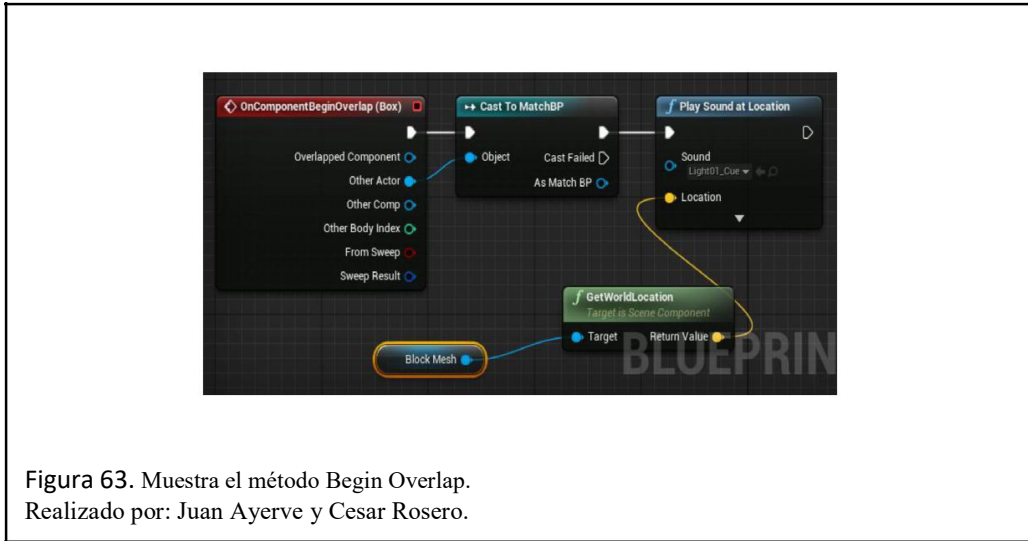 OnComponentBeginOverlap (Box)
Overlapped Component
Other Actor
Other Comp
Other Body Index
From Sweep
Sweep Result
Cast To MatchBP
Object
Cast Failed
As Match BP
f Play Sound at Location
Sound
Light01_Cue
Location
f GetWorldLocation
Target is Scene Component
Target
Return Value
Block Mesh
BLUEPRIN
Figura 63. Muestra el método Begin Overlap.
Realizado por: Juan Ayerve y Cesar Rosero.